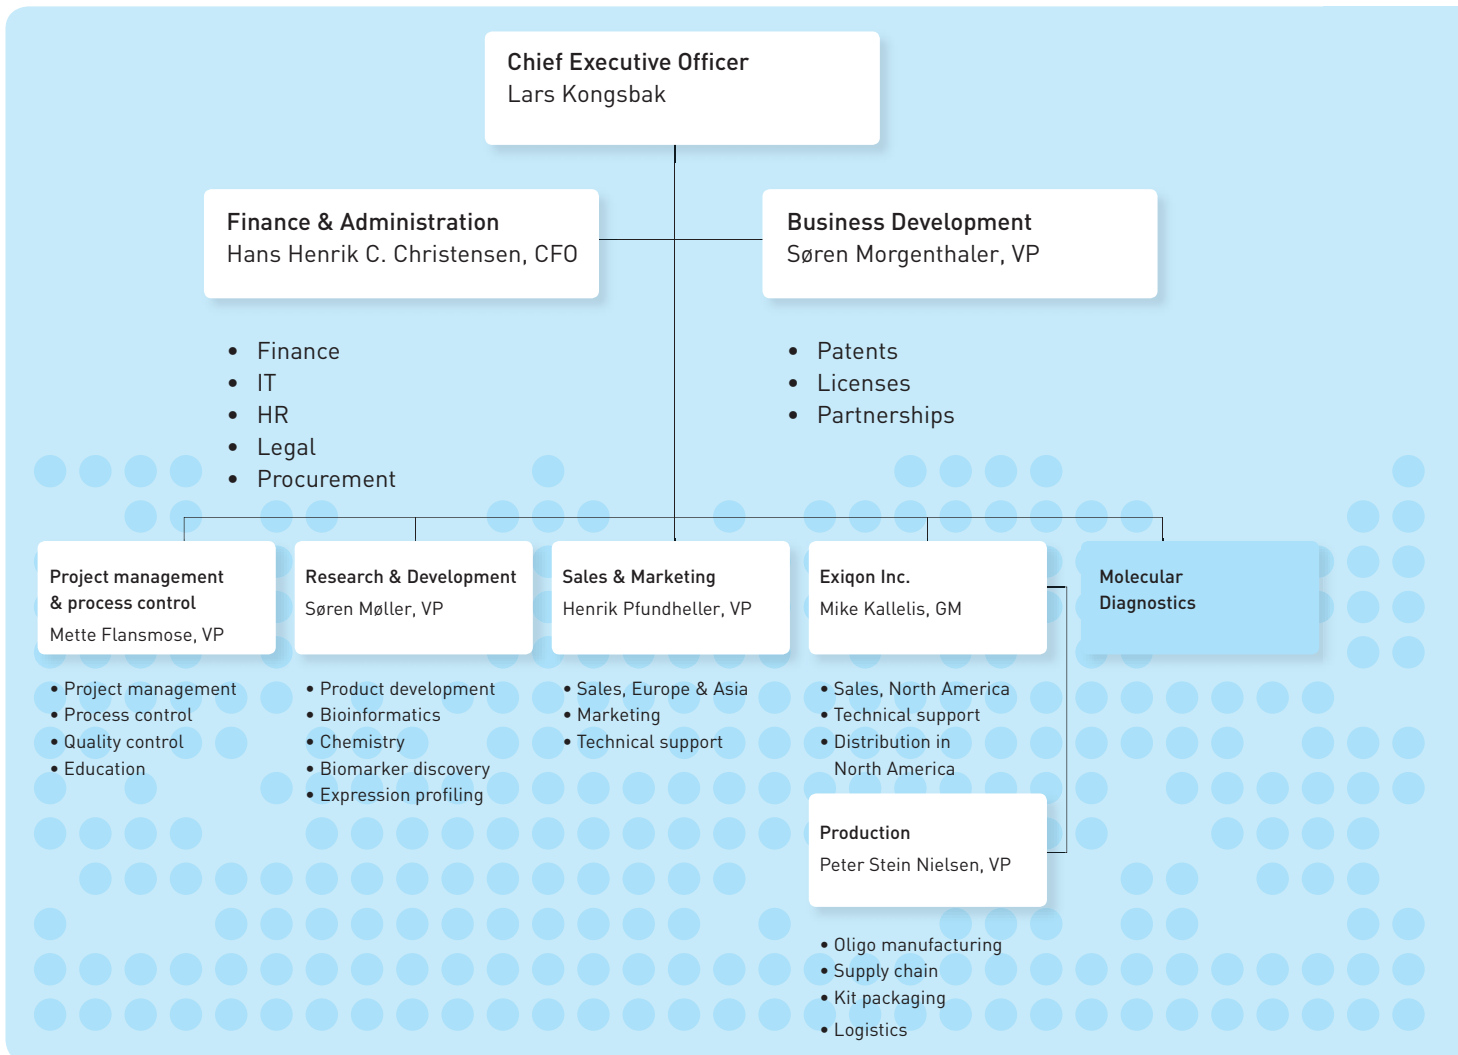 Chief Executive Officer
Lars Kongsbak
Finance & Administration
Hans Henrik C. Christensen, CFO
Business Development
Søren Morgenthaler, VP
• Finance
• IT
• HR
• Legal
• Procurement
• Patents
• Licenses
• Partnerships
Project management
& process control
Mette Flansmose, VP
• Project management
• Process control
• Quality control
• Education
Research & Development
Søren Møller, VP
• Product development
• Bioinformatics
• Chemistry
• Biomarker discovery
• Expression profiling
Sales & Marketing
Henrik Pfundheller, VP
• Sales, Europe & Asia
• Marketing
• Technical support
Exiqon Inc.
Mike Kallelis, GM
• Sales, North America
• Technical support
• Distribution in
North America
Production
Peter Stein Nielsen, VP
• Oligo manufacturing
• Supply chain
• Kit packaging
• Logistics
Molecular
Diagnostics